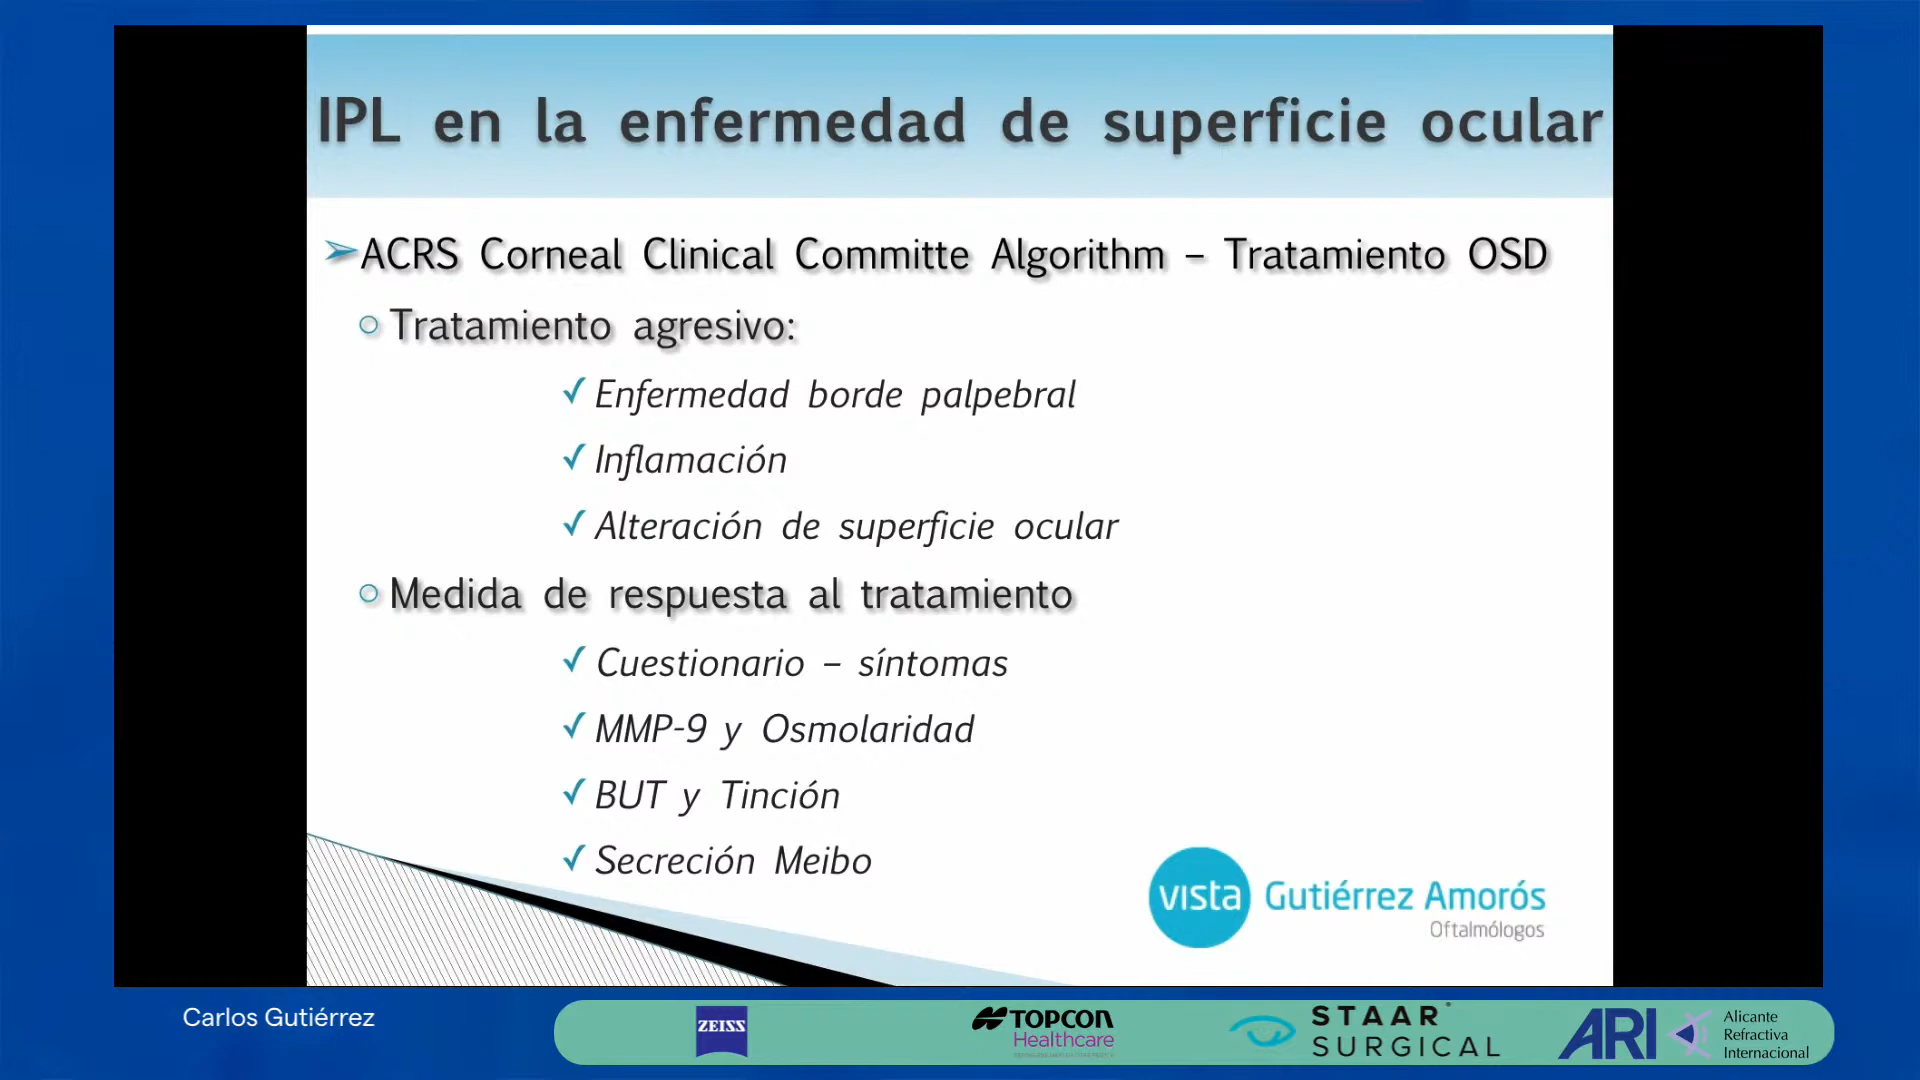 IPL en la enfermedad de superficie ocular
ACRS Corneal Clinical Committe Algorithm – Tratamiento OSD
Tratamiento agresivo:
Enfermedad borde palpebral
Inflamación
Alteración de superficie ocular
Medida de respuesta al tratamiento
Cuestionario – síntomas
MMP-9 y Osmolaridad
BUT y Tinción
Secreción Meibo
vista Gutiérrez Amorós
Oftalmólogos
Carlos Gutiérrez
ZEISS
TOPCON
Healthcare
STAAR
SURGICAL
ARI
Alicante
Refractiva
Internacional